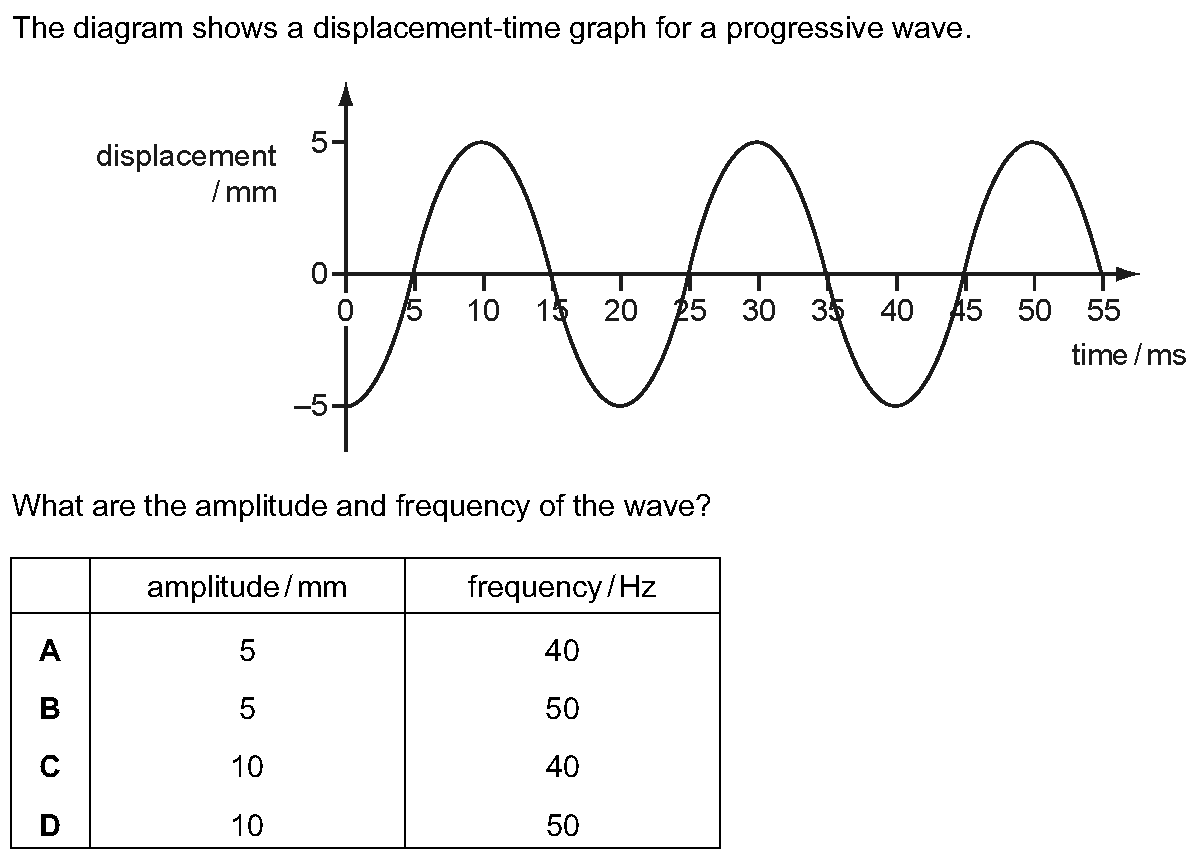 The diagram shows a displacement-time graph for a progressive wave.
5
displacement
/ mm
0
0 5 10 15 20 25 30 35 40 45 50 55
time / ms
–5
What are the amplitude and frequency of the wave?
amplitude / mm frequency / Hz
A 5 40
B 5 50
C 10 40
D 10 50